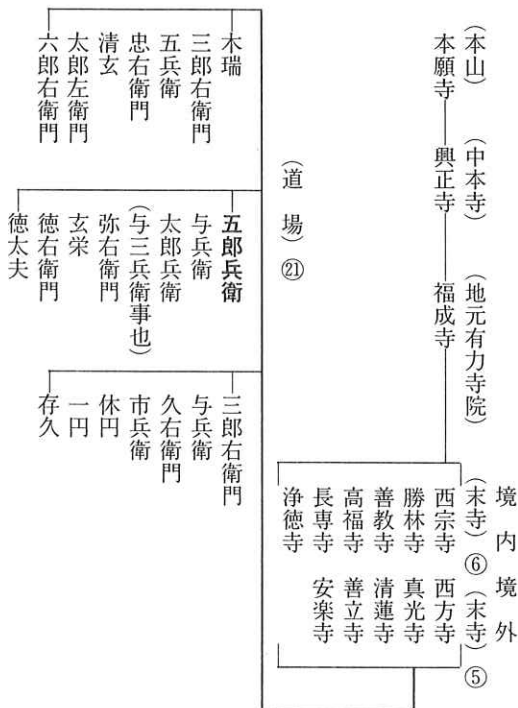 (本山)
本願寺
(中本寺)
興正寺
(地元有力寺院)
福成寺
境内
(末寺)⑥
西宗寺
勝林寺
善教寺
高福寺
長専寺
浄徳寺
境外
(末寺)⑤
西方寺
真光寺
清蓮寺
善立寺
安楽寺
(道場)㉑
木瑞
三郎右衛門
五兵衛
忠右衛門
清玄
太郎左衛門
六郎右衛門
五郎兵衛
与兵衛
太郎兵衛
(与三兵衛事也)
弥右衛門
玄栄
徳右衛門
徳太夫
三郎右衛門
与兵衛
久右衛門
市兵衛
休円
一円
存久